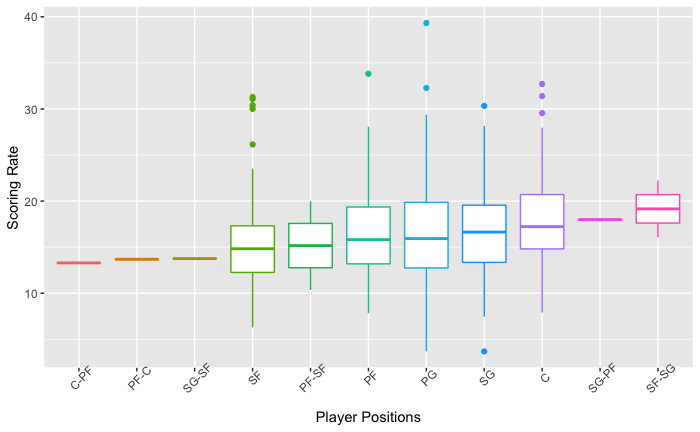 40
30
20
10
Scoring Rate
C-PF
PF-C
SG-SF
SF
PF-SF
PF
PG
SG
C
SG-PF
SF-SG
Player Positions